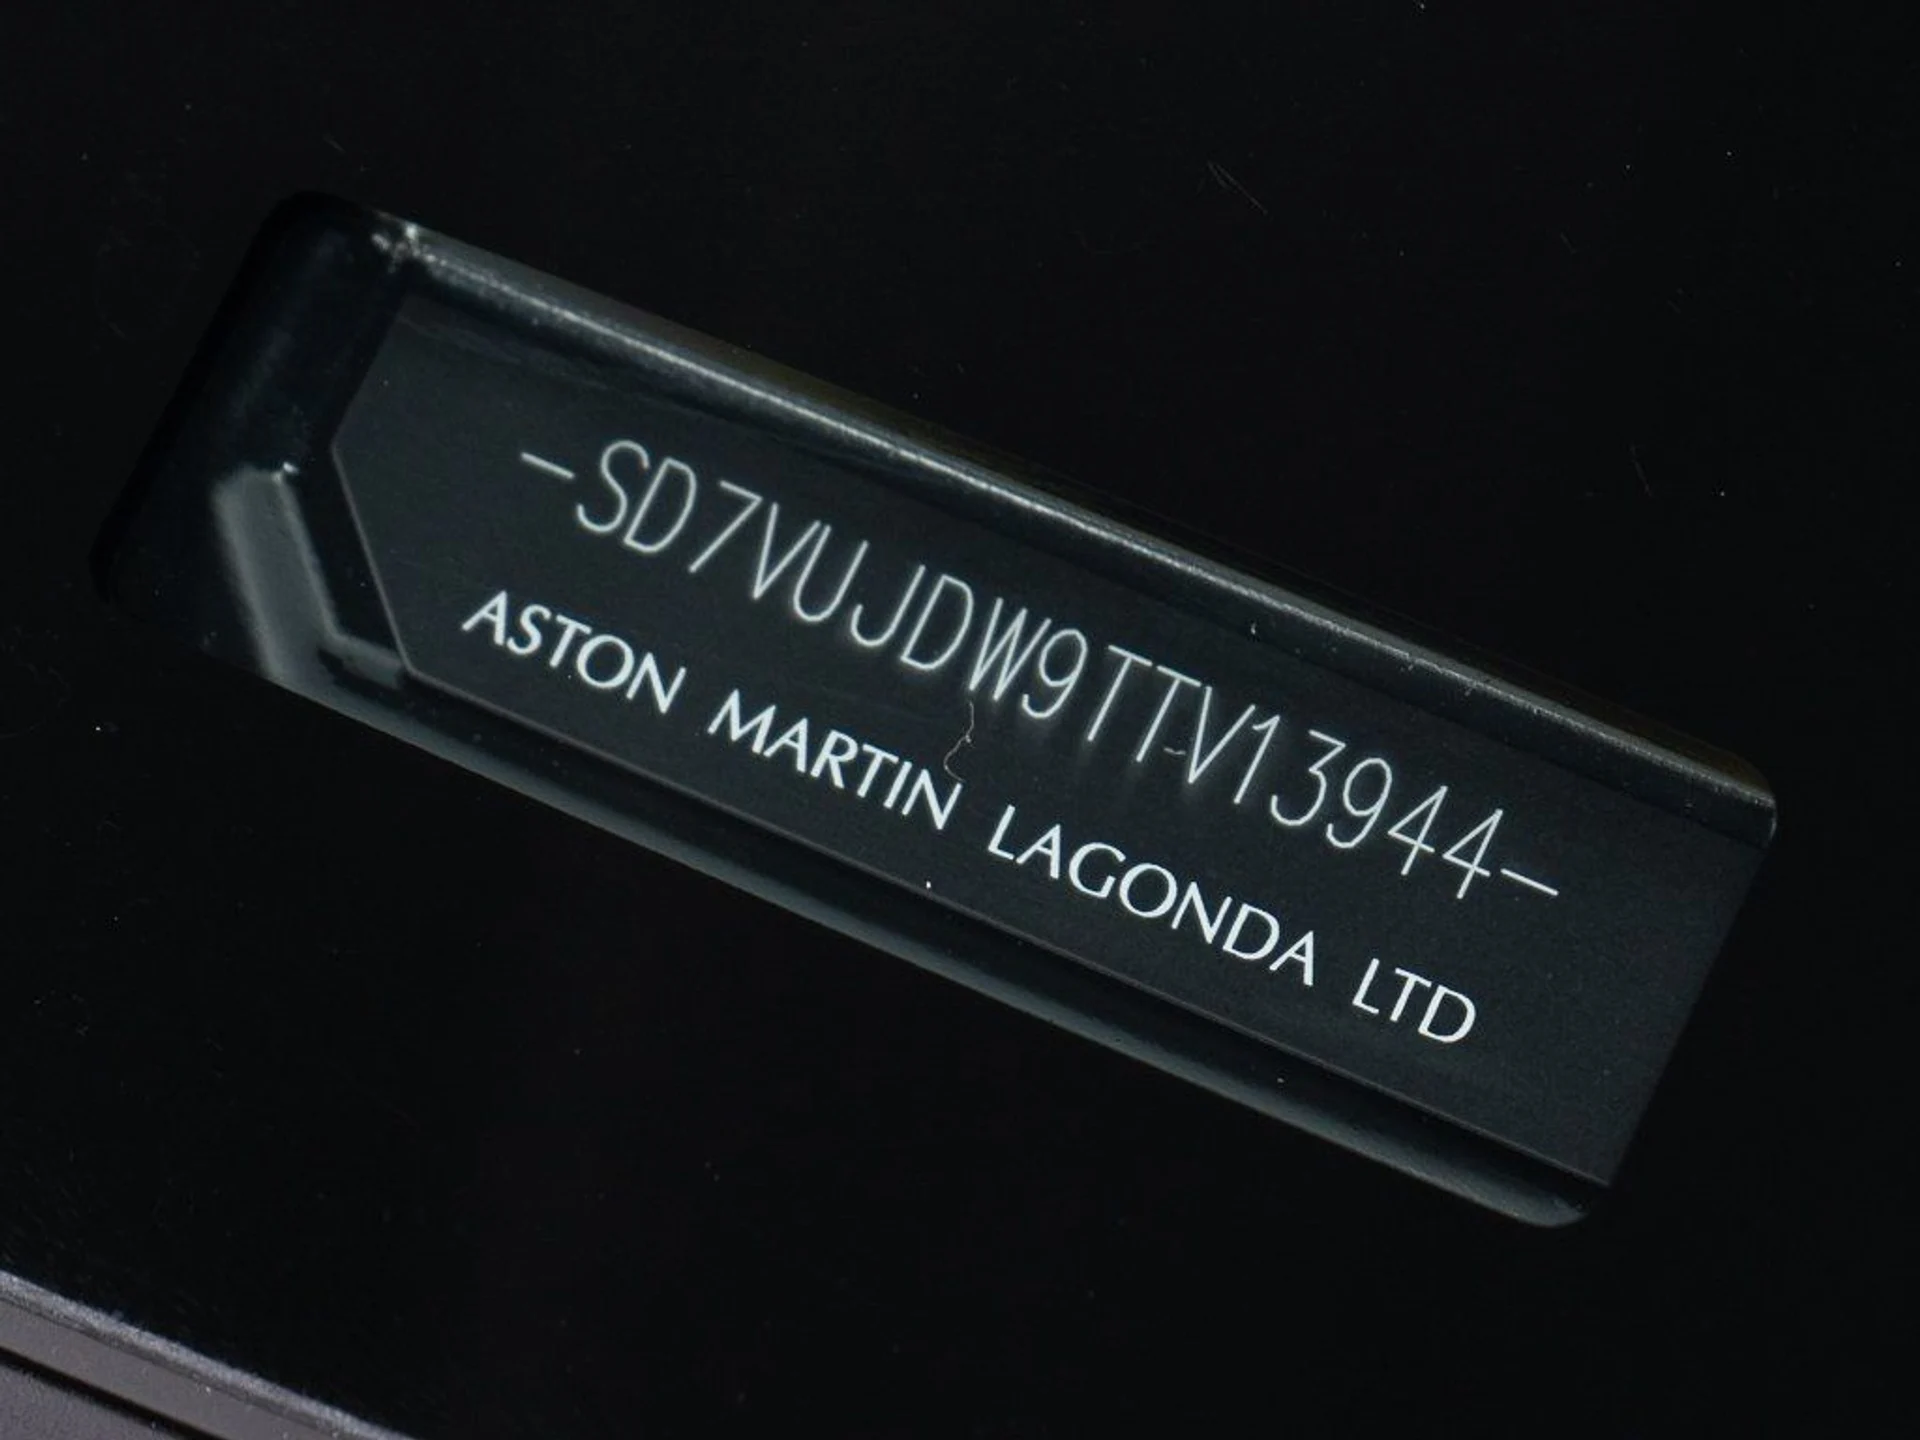 -SD7VUJDW9TTV13944-
ASTON MARTIN LAGONDA LTD